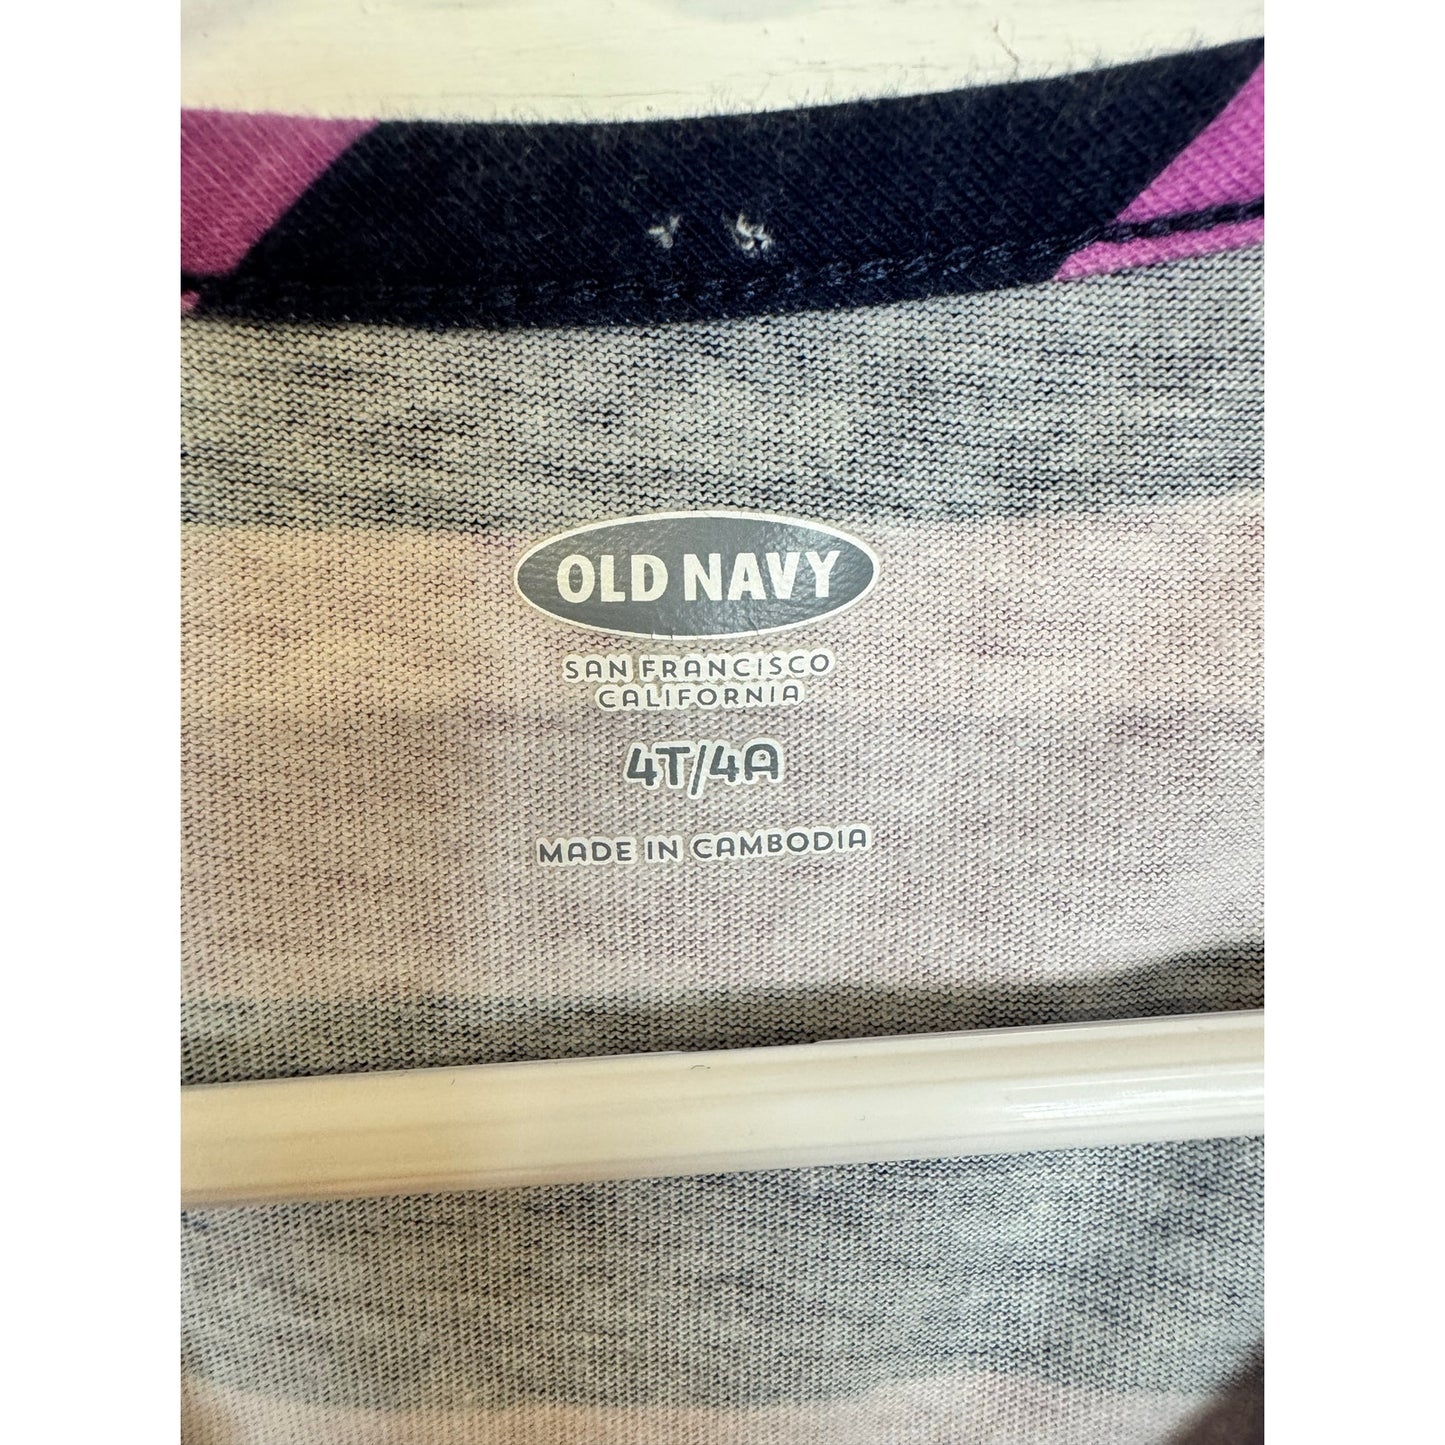 OLD NAVY
SAN FRANCISCO
CALIFORNIA
4T/4A
MADE IN CAMBODIA